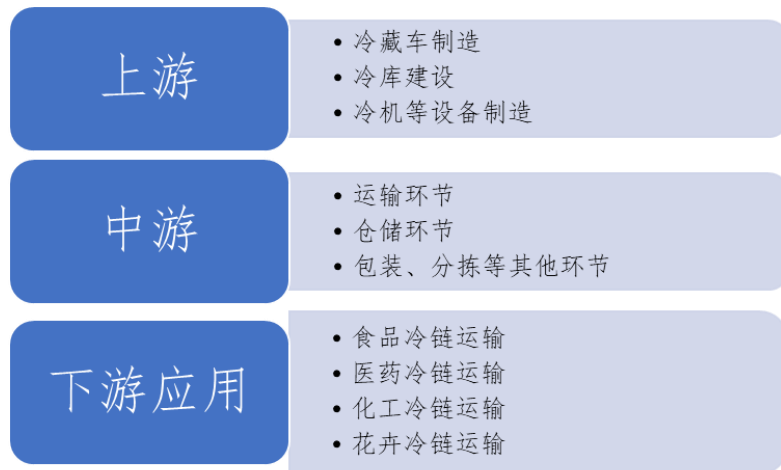 上游
• 冷藏车制造
• 冷库建设
• 冷机等设备制造
中游
• 运输环节
• 仓储环节
• 包装、分拣等其他环节
下游应用
• 食品冷链运输
• 医药冷链运输
• 化工冷链运输
• 花卉冷链运输